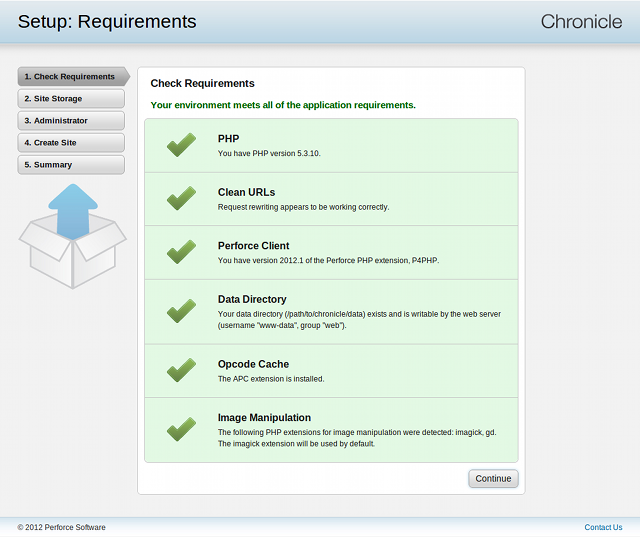 Setup: Requirements
Chronicle
1. Check Requirements
2. Site Storage
3. Administrator
4. Create Site
5. Summary
Check Requirements
Your environment meets all of the application requirements.
PHP
You have PHP version 5.3.10.
Clean URLs
Request rewriting appears to be working correctly.
Perforce Client
You have version 2012.1 of the Perforce PHP extension, P4PHP.
Data Directory
Your data directory (/path/to/chronicle/data) exists and is writable by the web server
(username "www-data", group "web").
Opcode Cache
The APC extension is installed.
Image Manipulation
The following PHP extensions for image manipulation were detected: imagick, gd.
The imagick extension will be used by default.
Continue
© 2012 Perforce Software
Contact Us